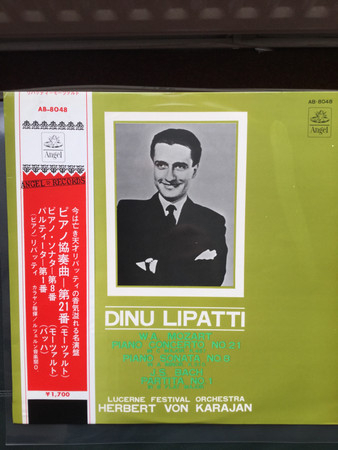 AB-8048
Angel
ANGEL RECORDS
今は亡き天才リパッティの香気溢れる名演盤
ピアノ協奏曲—第21番(モーツァルト)
ピアノ・ソナタ—第8番(モーツァルト)
パルティータ—第1番(バッハ)
(ピアノ)リパッティ カラヤン指揮/ルツェルン音楽祭O.
¥1,700
AB-8048
Angel
DINU LIPATTI
W.A. MOZART
PIANO CONCERTO NO.21
PIANO SONATA NO.8
J.S. BACH
PARTITA NO.1
LUCERNE FESTIVAL ORCHESTRA
HERBERT VON KARAJAN